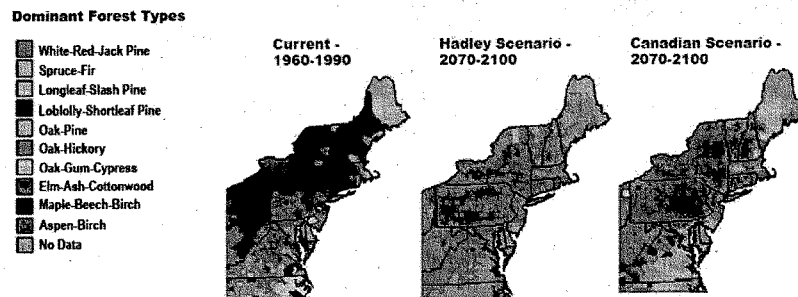 Dominant Forest Types
White-Red-Jack Pine
Spruce-Fir
Longleaf-Slash Pine
Loblolly-Shortleaf Pine
Oak-Pine
Oak-Hickory
Oak-Gum-Cypress
Elm-Ash-Cottonwood
Maple-Beech-Birch
Aspen-Birch
No Data
Current -
1960-1990
Hadley Scenario -
2070-2100
Canadian Scenario -
2070-2100